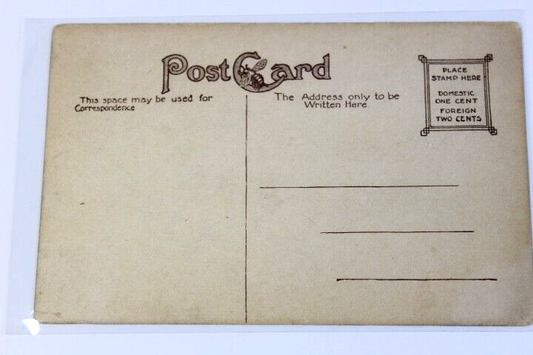 Post Card
This space may be used for
Correspondence
The Address only to be
Written Here
PLACE
STAMP HERE
DOMESTIC
ONE CENT
FOREIGN
TWO CENTS